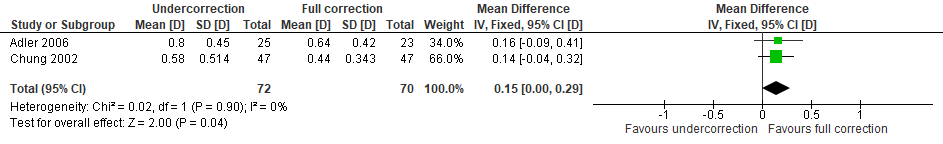 Undercorrection Full correction Mean Difference Mean Difference
Study or Subgroup Mean [D] SD [D] Total Mean [D] SD [D] Total Weight IV, Fixed, 95% CI [D] IV, Fixed, 95% CI [D]
Adler 2006 0.8 0.45 25 0.64 0.42 23 34.0% 0.16 [-0.09, 0.41]
Chung 2002 0.58 0.514 47 0.44 0.343 47 66.0% 0.14 [-0.04, 0.32]
Total (95% CI) 72 70 100.0% 0.15 [0.00, 0.29]
Heterogeneity: Chi² = 0.02, df = 1 (P = 0.90); I² = 0%
Test for overall effect: Z = 2.00 (P = 0.04)
-1 -0.5 0 0.5 1
Favours undercorrection Favours full correction